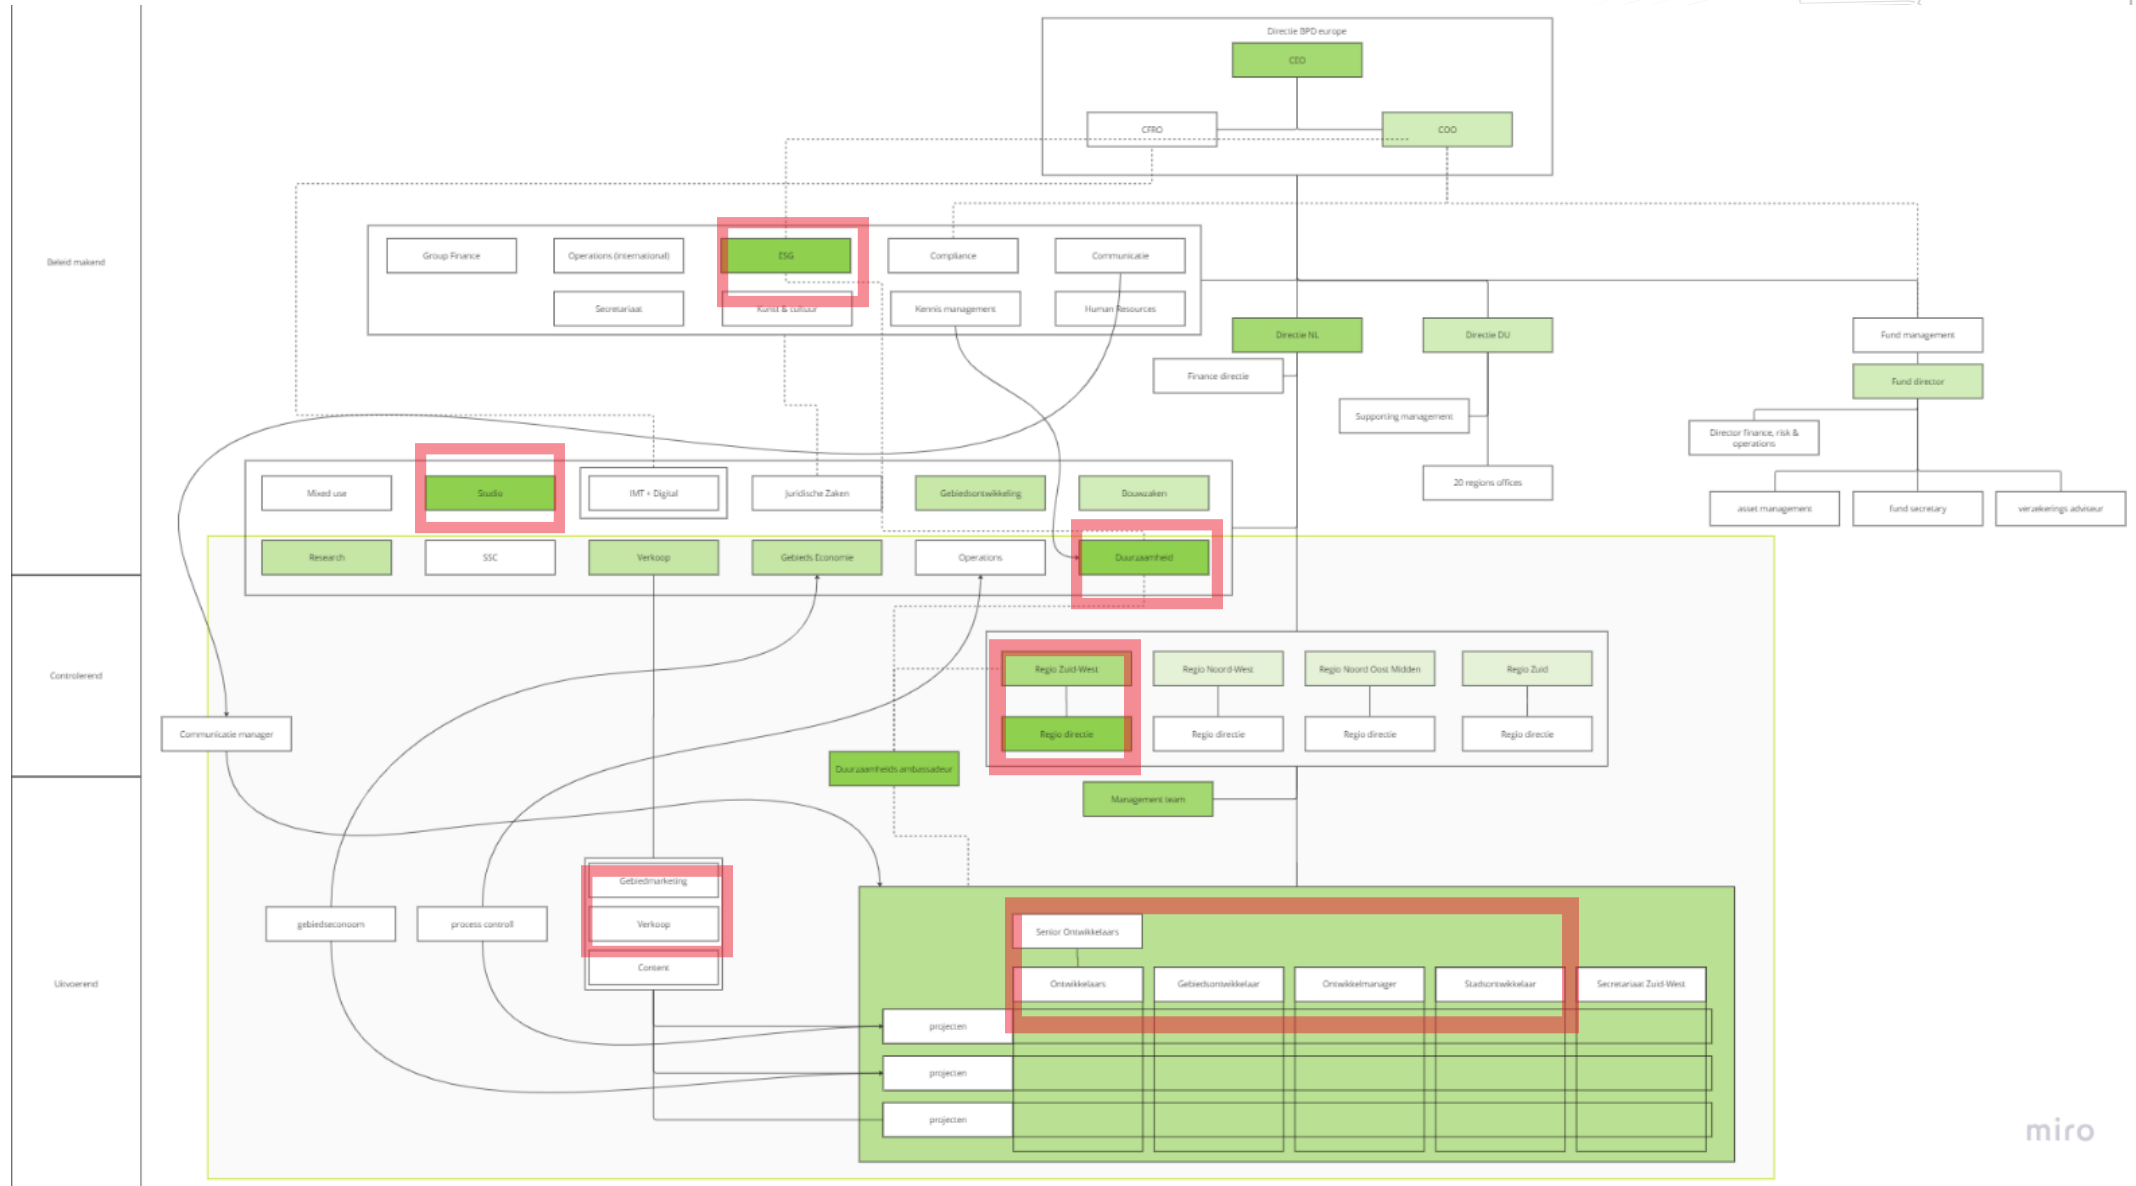 Directie BPD europe
CEO
CFRO
COO
Beleid makend
Group Finance
Operations (International)
ESG
Compliance
Communicatie
Secretariaat
Kunst & cultuur
Kennis management
Human Resources
Directie NL
Directie DU
Fund management
Finance directie
Fund director
Supporting management
Director finance, risk &
operations
20 regions offices
asset management
fund secretary
verzekerings adviseur
Mixed use
Studio
IMT + Digital
Juridische Zaken
Gebiedsontwikkeling
Bouwzaken
Research
SSC
Verkoop
Gebieds Economie
Operations
Duurzaamheid
Controlerend
Regio Zuid-West
Regio Noord-West
Regio Noord Oost Midden
Regio Zuid
Regio directie
Regio directie
Regio directie
Regio directie
Communicatie manager
Duurzaamheids ambassadeur
Management team
Uitvoerend
Gebiedmarketing
gebiedseconoom
process controll
Verkoop
Content
Senior Ontwikkelaars
Ontwikkelaars
Gebiedsontwikkelaar
Ontwikkelmanager
Stadsontwikkelaar
Secretariaat Zuid-West
projecten
projecten
projecten
miro